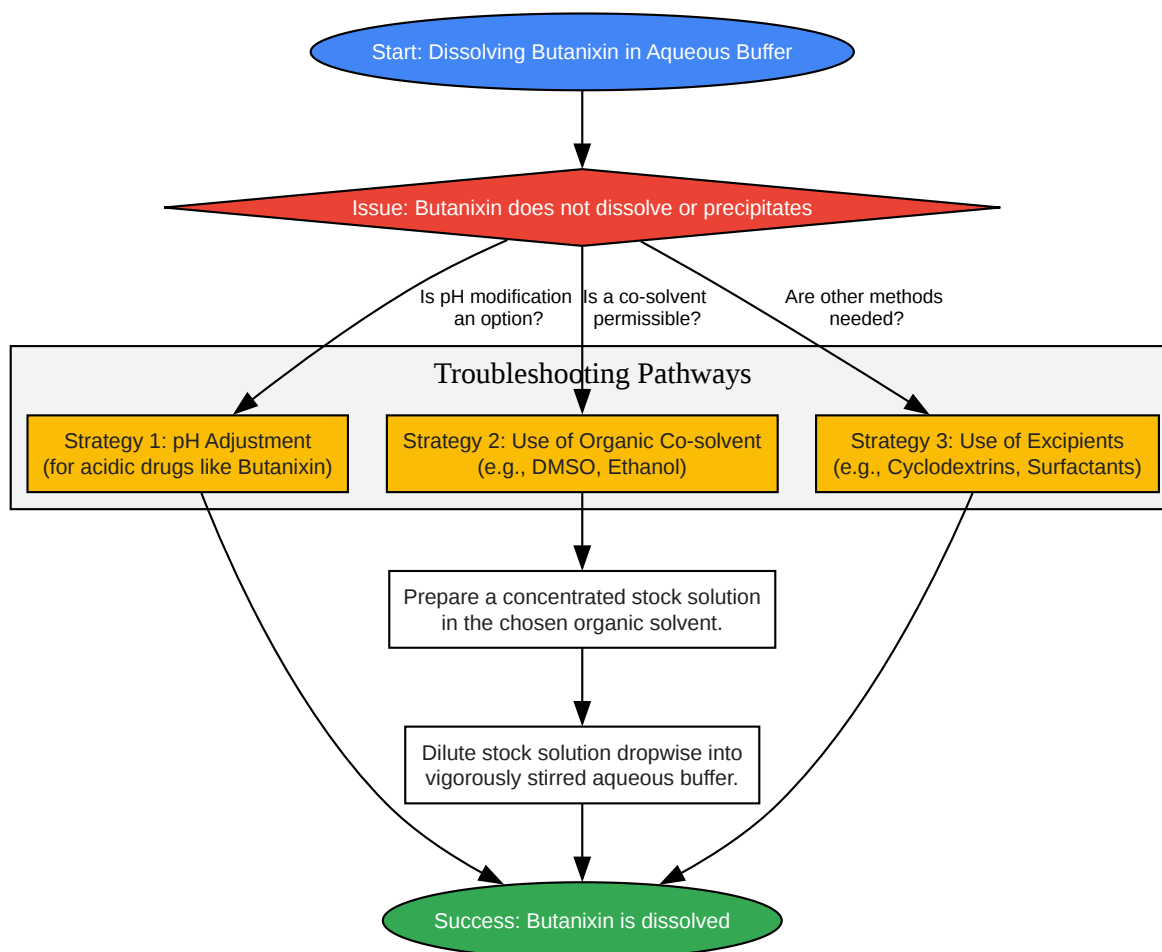 Start: Dissolving Butanixin in Aqueous Buffer
Issue: Butanixin does not dissolve or precipitates
Is pH modification
an option?
Is a co-solvent
permissible?
Are other methods
needed?
Troubleshooting Pathways
Strategy 1: pH Adjustment
(for acidic drugs like Butanixin)
Strategy 2: Use of Organic Co-solvent
(e.g., DMSO, Ethanol)
Strategy 3: Use of Excipients
(e.g., Cyclodextrins, Surfactants)
Prepare a concentrated stock solution
in the chosen organic solvent.
Dilute stock solution dropwise into
vigorously stirred aqueous buffer.
Success: Butanixin is dissolved